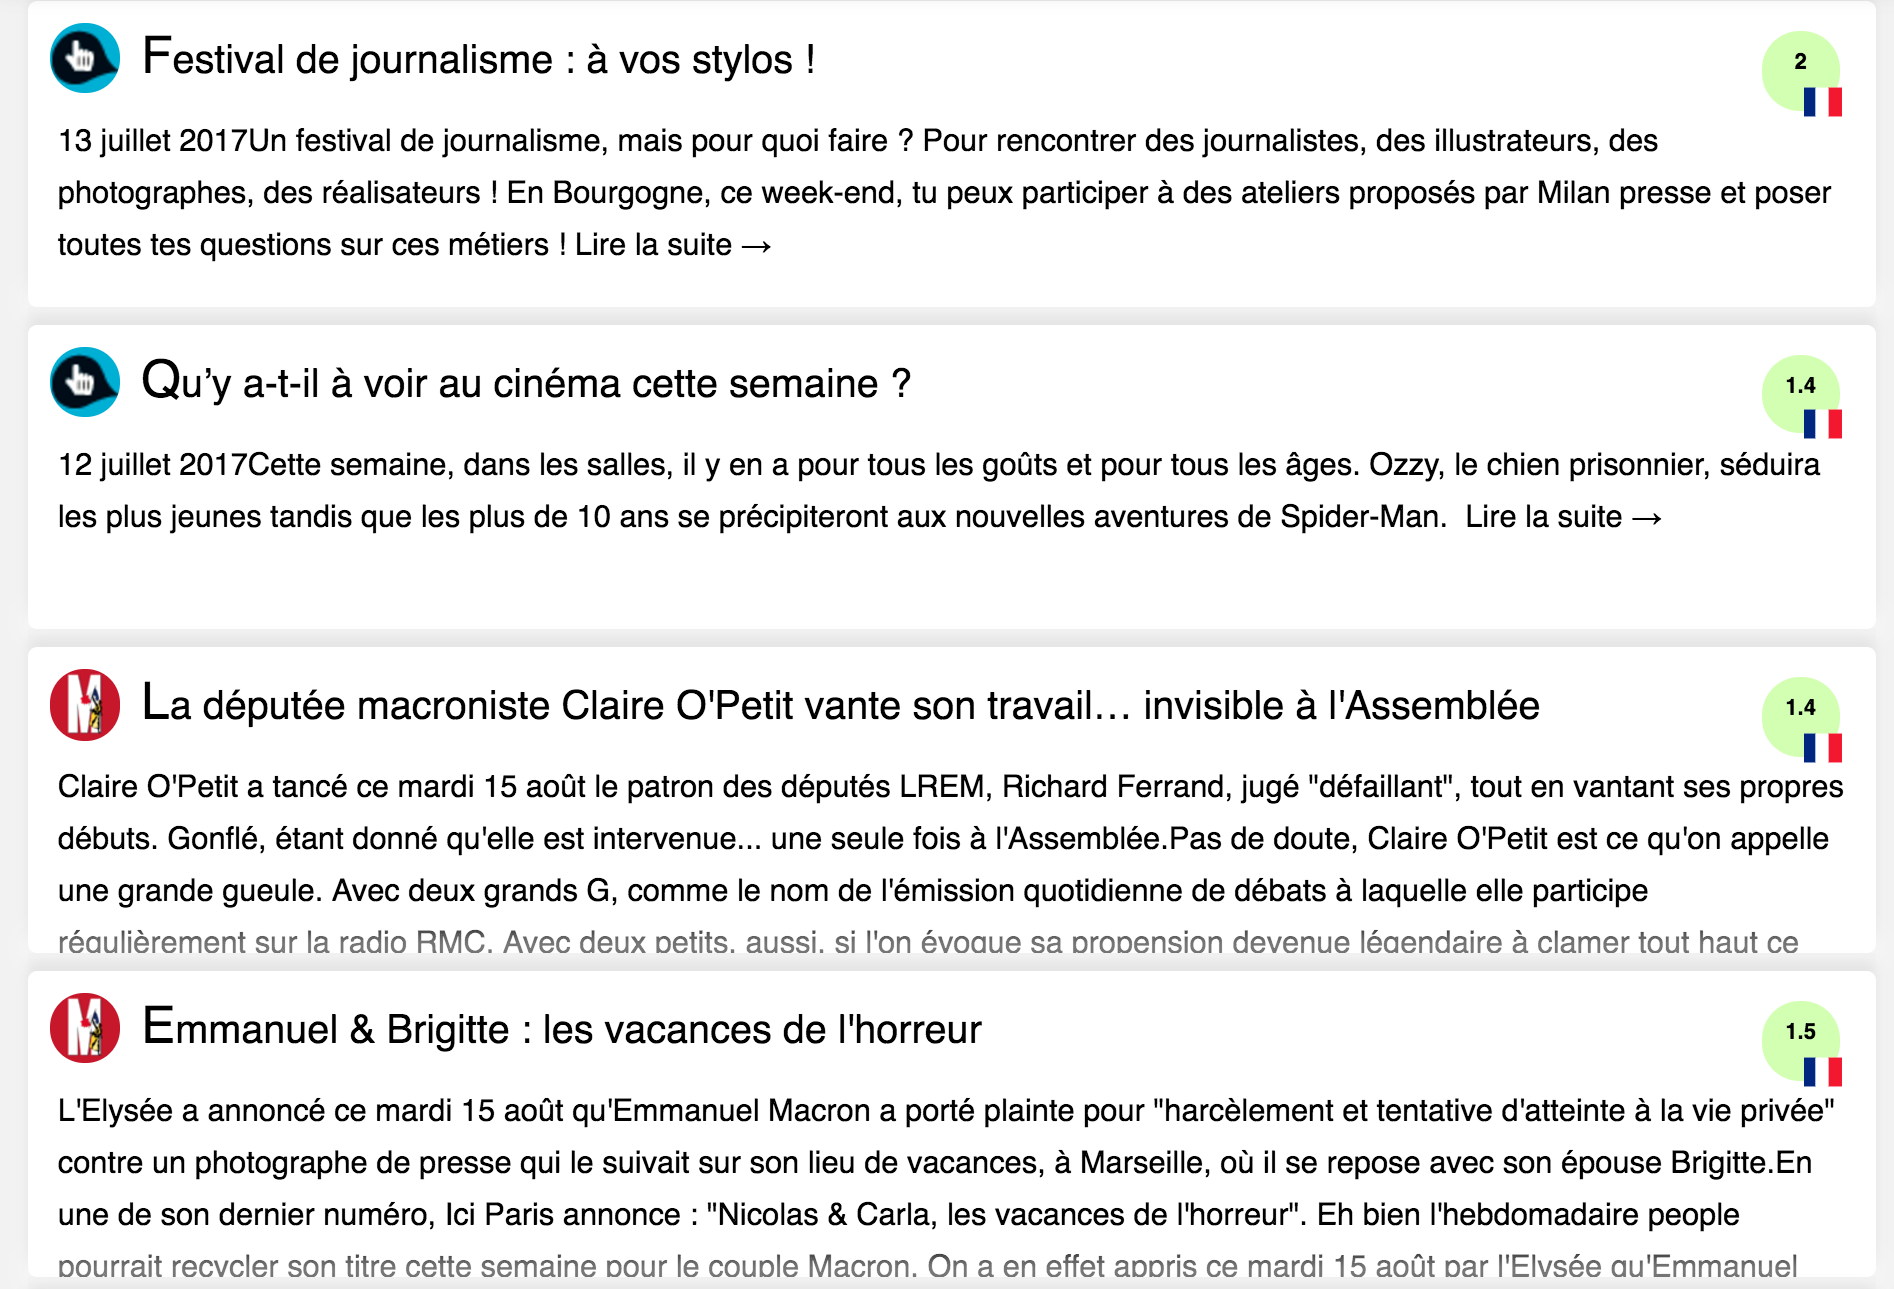 Festival de journalisme : à vos stylos !
2
13 juillet 2017Un festival de journalisme, mais pour quoi faire ? Pour rencontrer des journalistes, des illustrateurs, des
photographes, des réalisateurs ! En Bourgogne, ce week-end, tu peux participer à des ateliers proposés par Milan presse et poser
toutes tes questions sur ces métiers ! Lire la suite →
Qu’y a-t-il à voir au cinéma cette semaine ?
1.4
12 juillet 2017Cette semaine, dans les salles, il y en a pour tous les goûts et pour tous les âges. Ozzy, le chien prisonnier, séduira
les plus jeunes tandis que les plus de 10 ans se précipiteront aux nouvelles aventures de Spider-Man.  Lire la suite →
M
La députée macroniste Claire O'Petit vante son travail… invisible à l'Assemblée
1.4
Claire O'Petit a tancé ce mardi 15 août le patron des députés LREM, Richard Ferrand, jugé "défaillant", tout en vantant ses propres
débuts. Gonflé, étant donné qu'elle est intervenue... une seule fois à l'Assemblée.Pas de doute, Claire O'Petit est ce qu'on appelle
une grande gueule. Avec deux grands G, comme le nom de l'émission quotidienne de débats à laquelle elle participe
régulièrement sur la radio RMC. Avec deux petits, aussi, si l'on évoque sa propension devenue légendaire à clamer tout haut ce
M
Emmanuel & Brigitte : les vacances de l'horreur
1.5
L'Elysée a annoncé ce mardi 15 août qu'Emmanuel Macron a porté plainte pour "harcèlement et tentative d'atteinte à la vie privée"
contre un photographe de presse qui le suivait sur son lieu de vacances, à Marseille, où il se repose avec son épouse Brigitte.En
une de son dernier numéro, Ici Paris annonce : "Nicolas & Carla, les vacances de l'horreur". Eh bien l'hebdomadaire people
pourrait recycler son titre cette semaine pour le couple Macron. On a en effet appris ce mardi 15 août par l'Elysée qu'Emmanuel